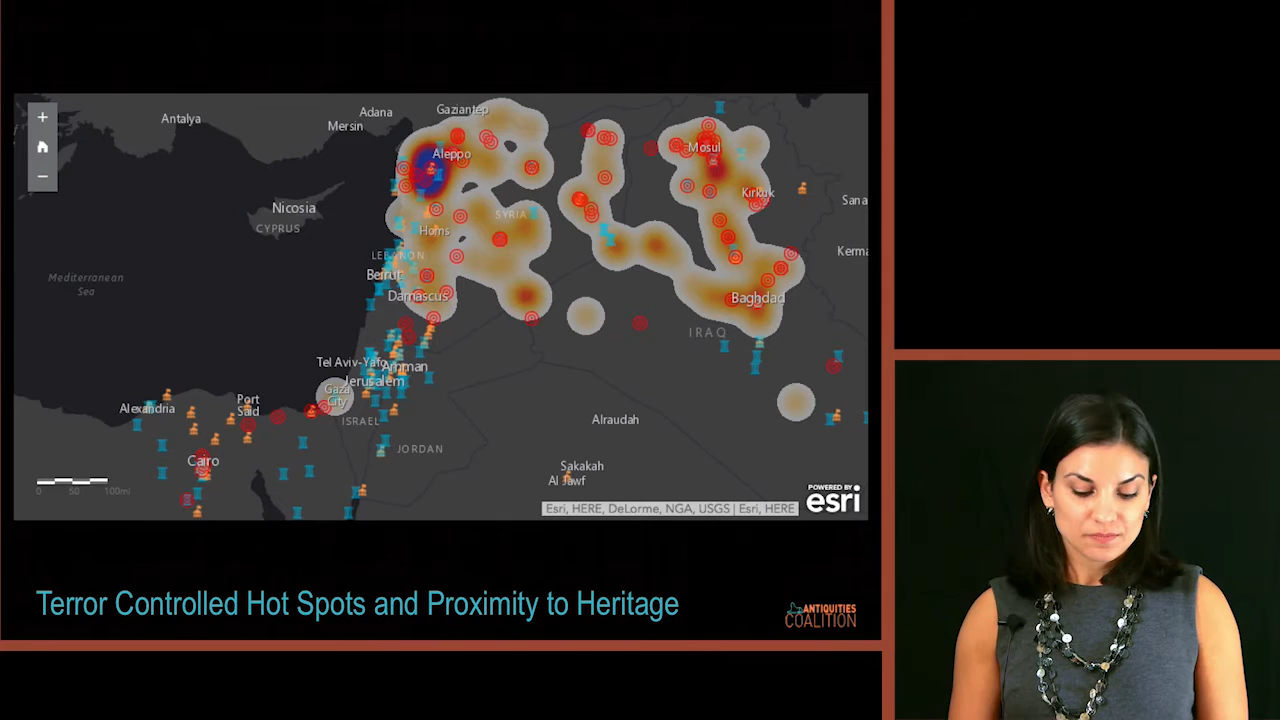 Antalya
Adana
Mersin
Gaziantep
Aleppo
Mosul
Kirkuk
Sana
Nicosia
CYPRUS
SYRIA
Homs
LEBANON
Beirut
Kerma
Mediterranean
Sea
Damascus
Baghdad
IRAQ
Tel Aviv-Yafo
Amman
Jerusalem
Gaza
City
Port
Said
Alexandria
ISRAEL
Alraudah
JORDAN
Cairo
Sakakah
Al Jawf
0 50 100mi
POWERED BY
esri
Esri, HERE, DeLorme, NGA, USGS | Esri, HERE
Terror Controlled Hot Spots and Proximity to Heritage
ANTIQUITIES
COALITION